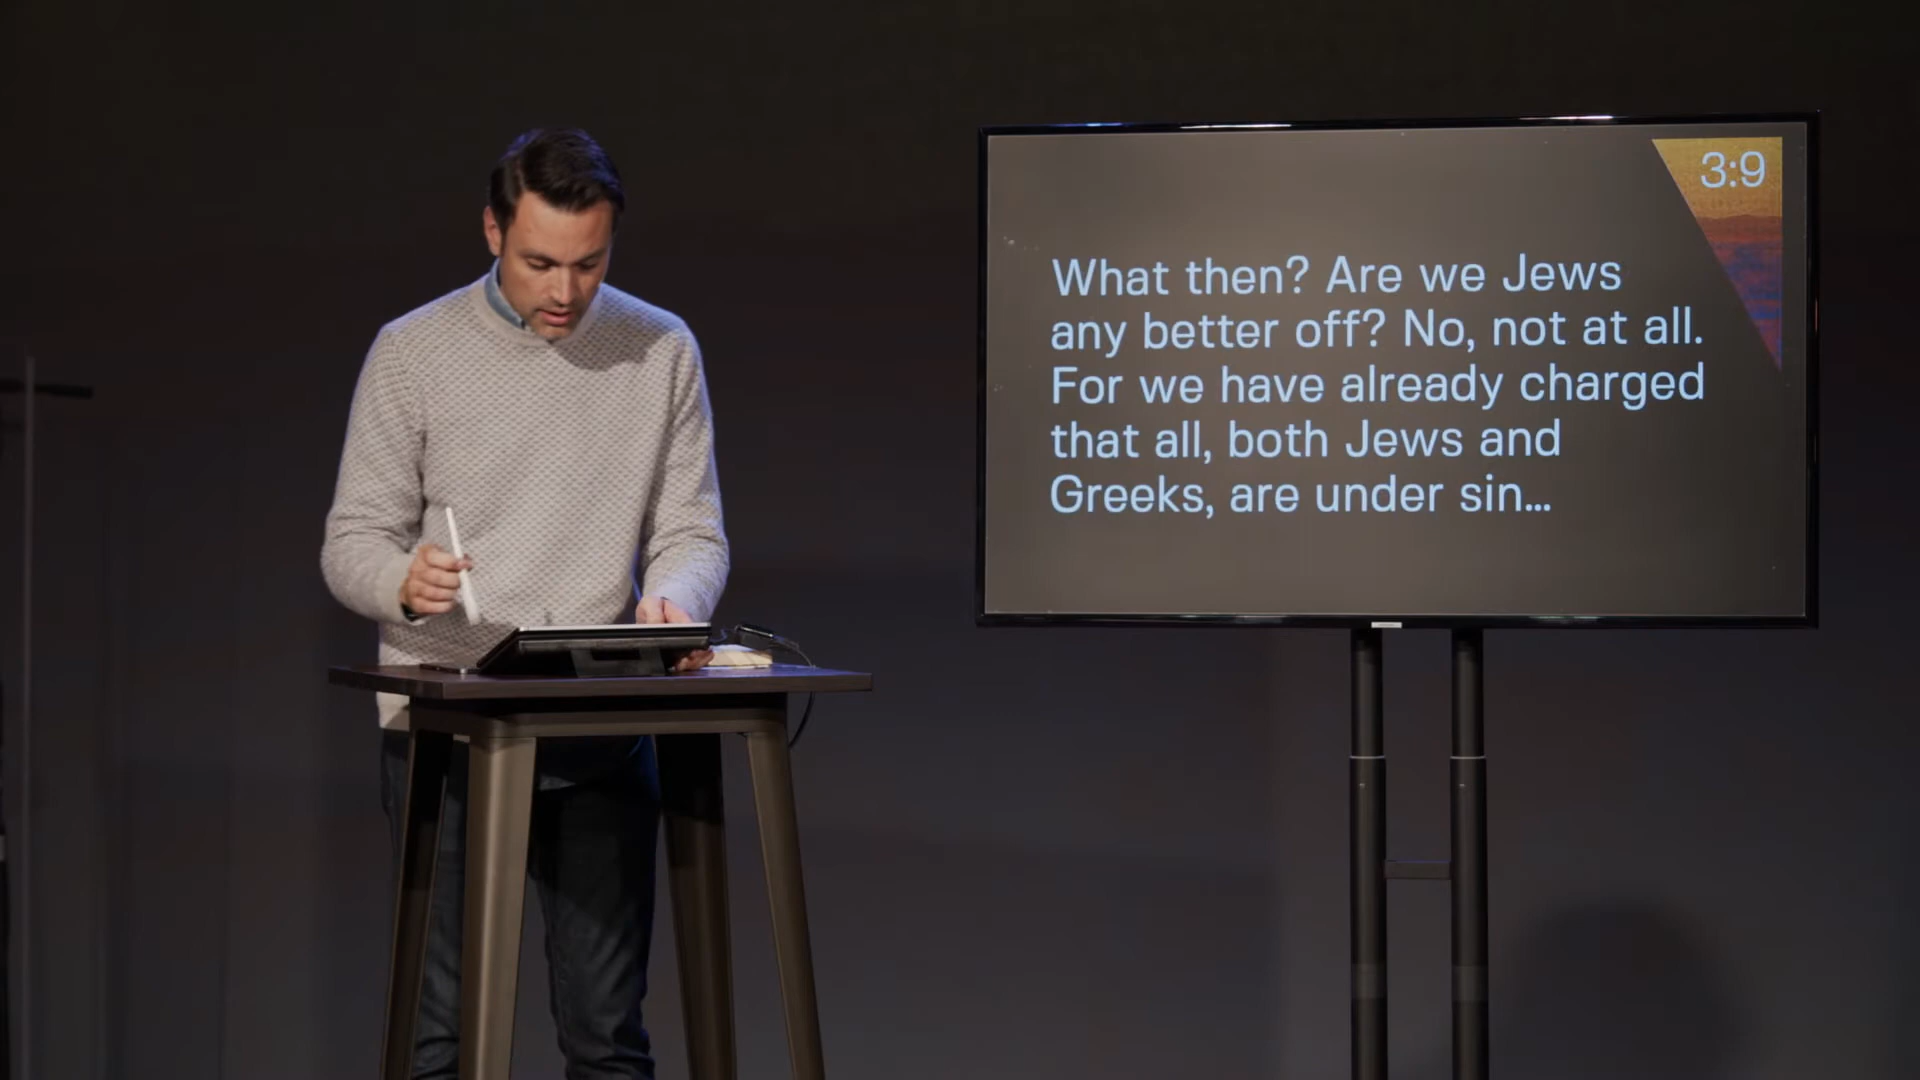 3:9
What then? Are we Jews
any better off? No, not at all.
For we have already charged
that all, both Jews and
Greeks, are under sin...